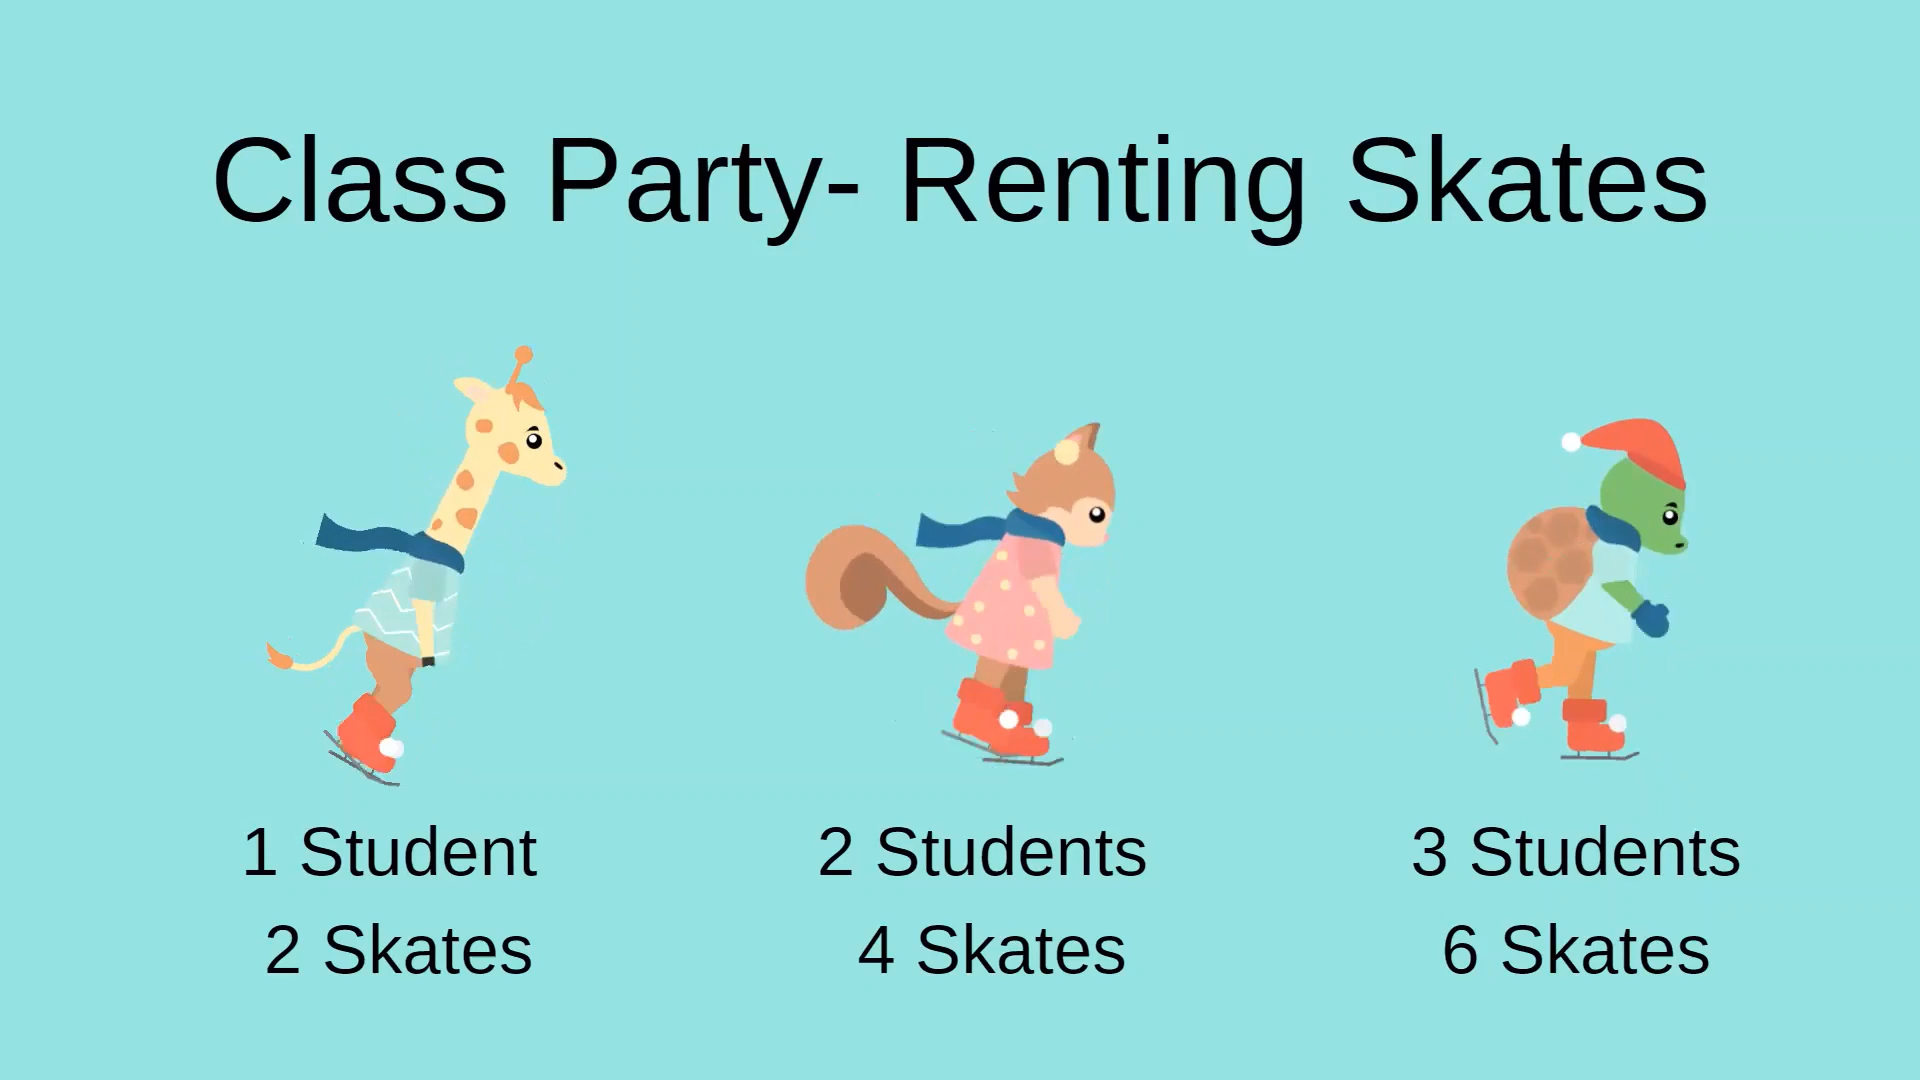 Class Party- Renting Skates
1 Student
2 Students
3 Students
2 Skates
4 Skates
6 Skates